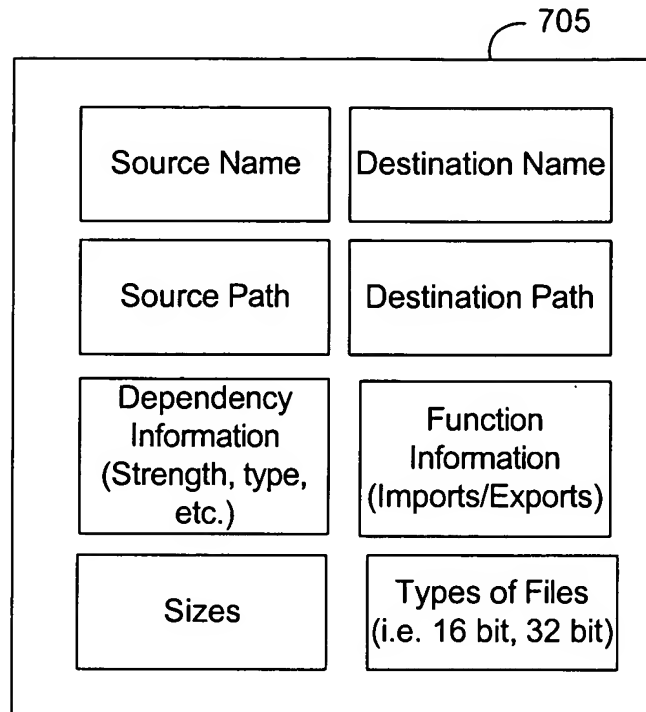 705
Source Name
Destination Name
Source Path
Destination Path
Dependency
Information
(Strength, type,
etc.)
Function
Information
(Imports/Exports)
Sizes
Types of Files
(i.e. 16 bit, 32 bit)